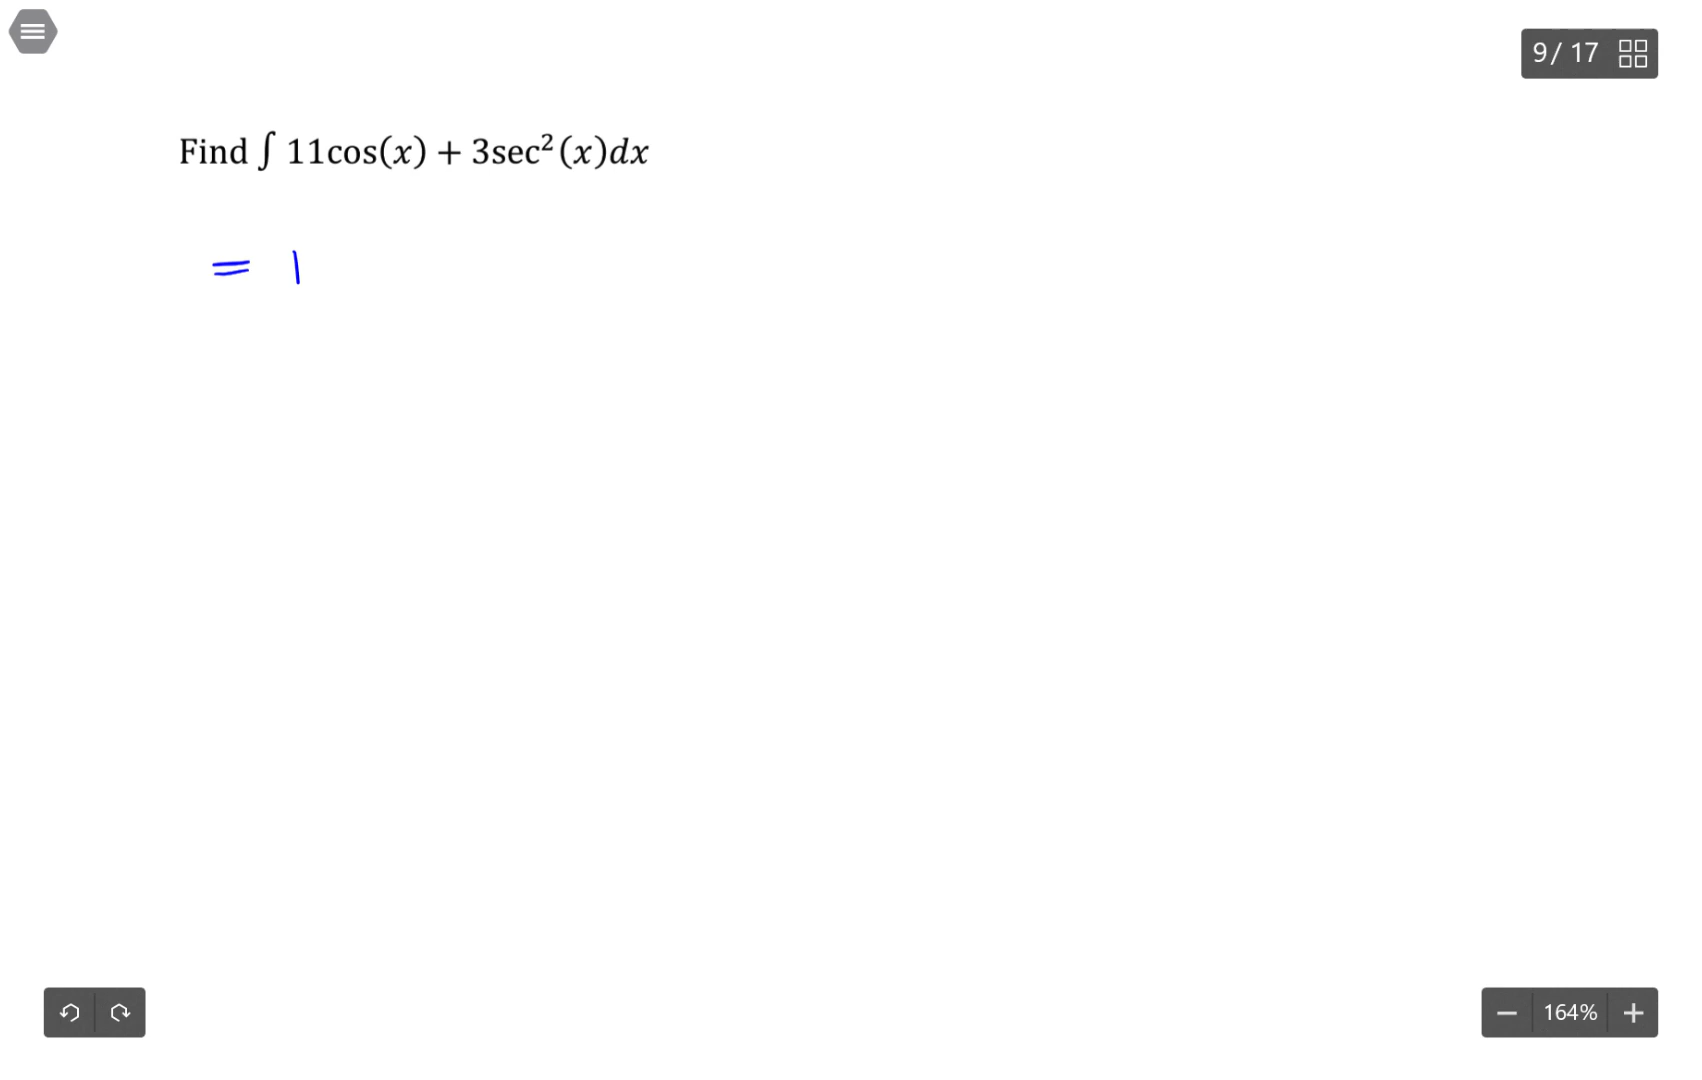 9/ 17
Find ∫ 11cos(x) + 3sec²(x)dx
= 1
164%